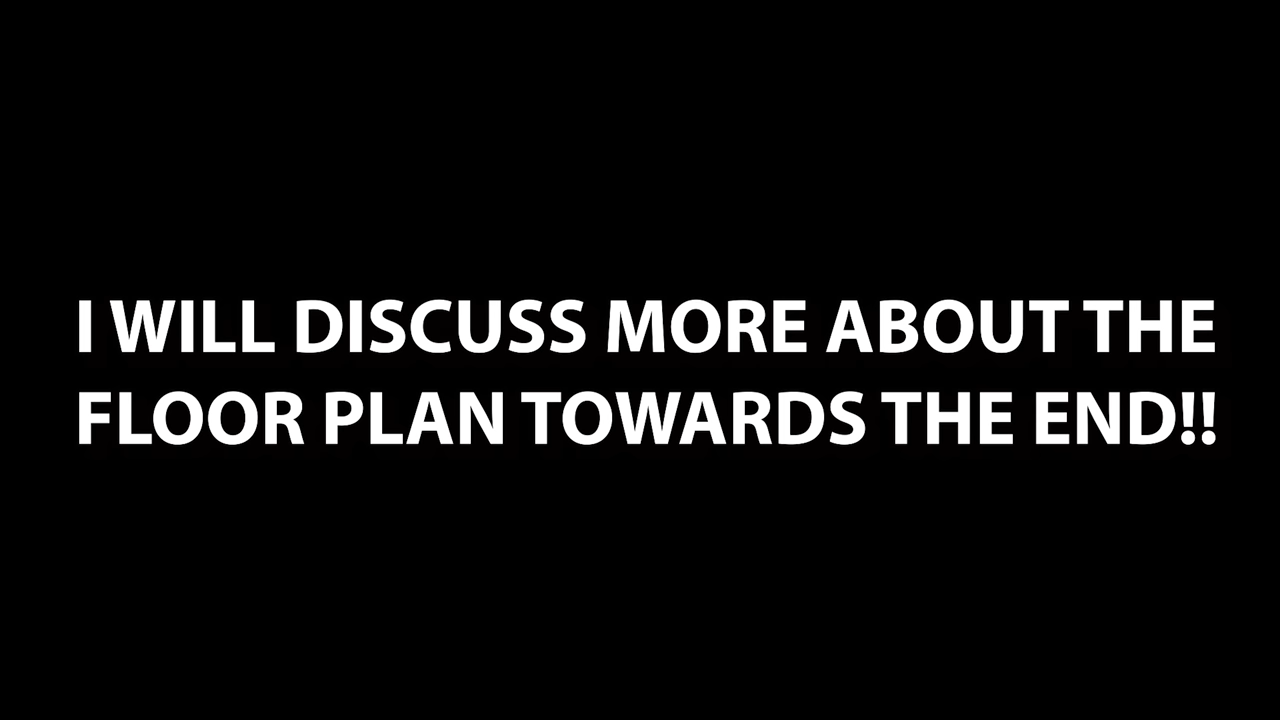 I WILL DISCUSS MORE ABOUT THE
FLOOR PLAN TOWARDS THE END!!